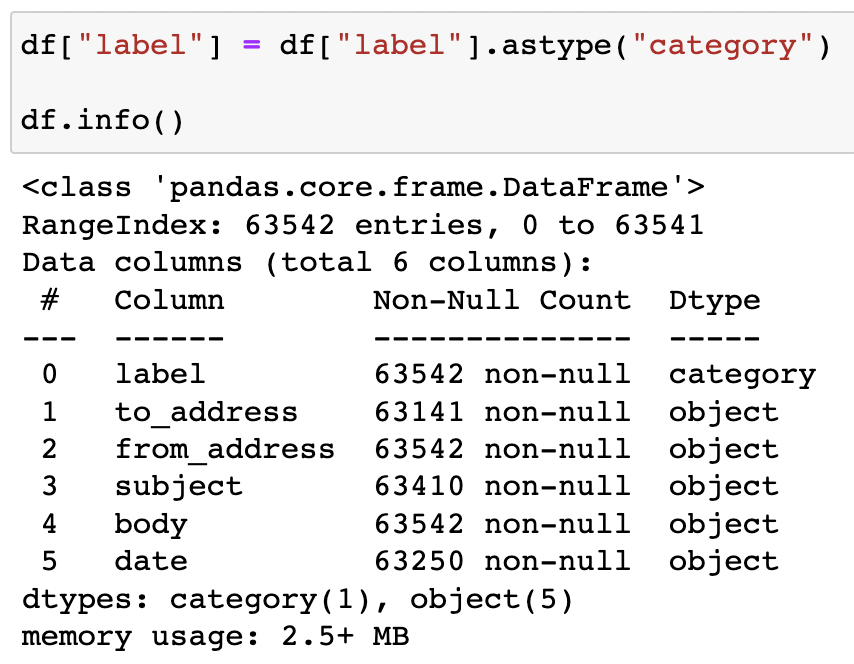 df["label"] = df["label"].astype("category")
df.info()
<class 'pandas.core.frame.DataFrame'>
RangeIndex: 63542 entries, 0 to 63541
Data columns (total 6 columns):
 #   Column        Non-Null Count  Dtype
---  ------        --------------  -----
 0   label         63542 non-null  category
 1   to_address    63141 non-null  object
 2   from_address  63542 non-null  object
 3   subject       63410 non-null  object
 4   body          63542 non-null  object
 5   date          63250 non-null  object
dtypes: category(1), object(5)
memory usage: 2.5+ MB